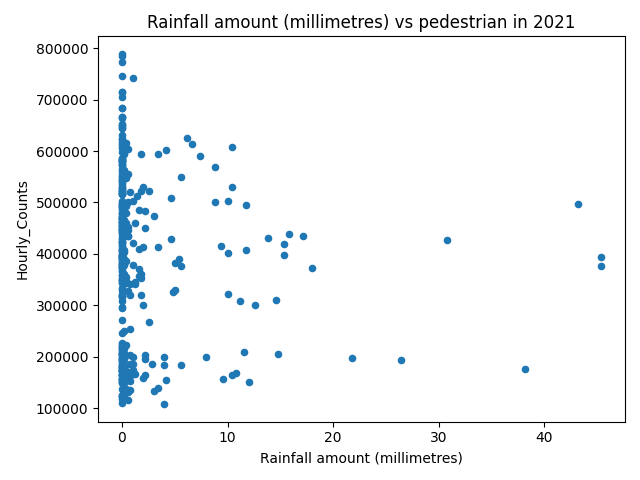 Rainfall amount (millimetres) vs pedestrian in 2021
800000
700000
600000
500000
400000
300000
200000
100000
Hourly_Counts
0 10 20 30 40
Rainfall amount (millimetres)